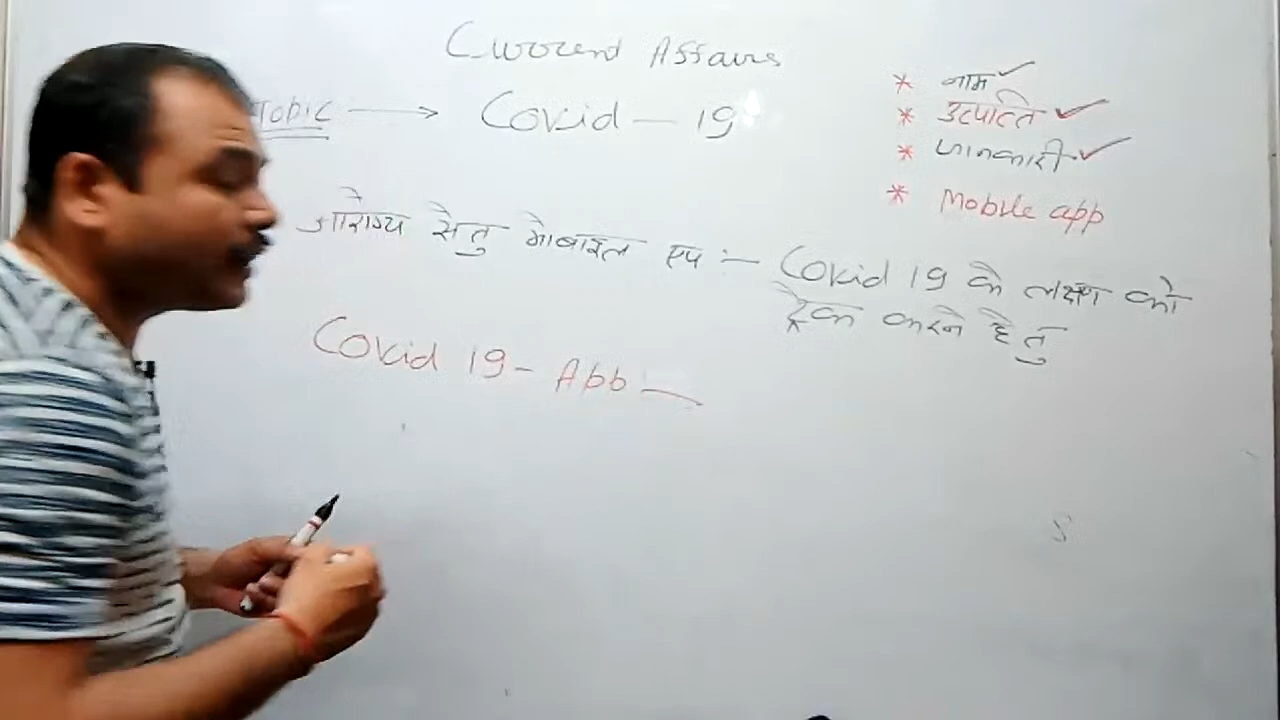 Current Affairs
Topic → Covid - 19
* नाम ✓
* उत्पत्ति ✓
* जानकारी ✓
* Mobile app
आरोग्य सेतु मोबाइल एप :- Covid 19 के लक्षण को
ट्रैक करने हेतु
Covid 19 - App -
S